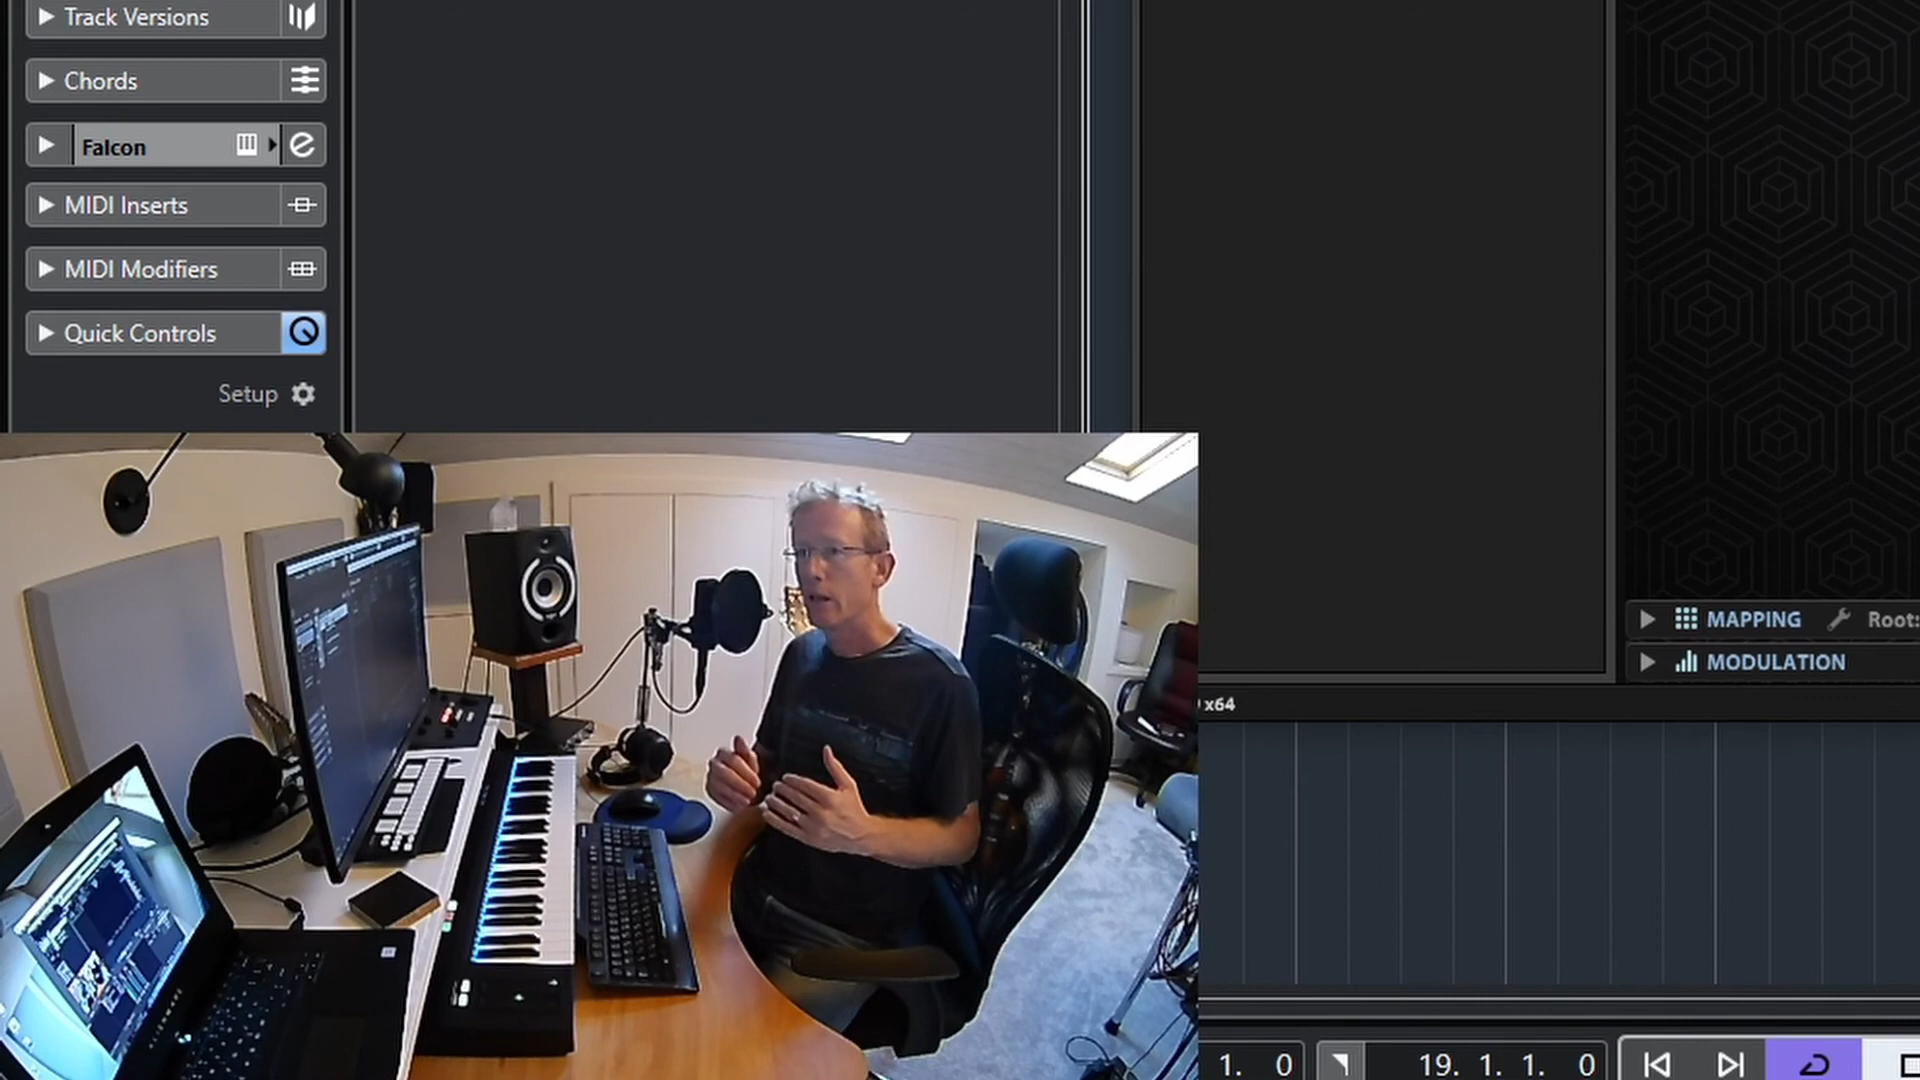 Track Versions
Chords
Falcon
MIDI Inserts
MIDI Modifiers
Quick Controls
Setup
MAPPING Root:
MODULATION
x64
1. 0 19. 1. 1. 0